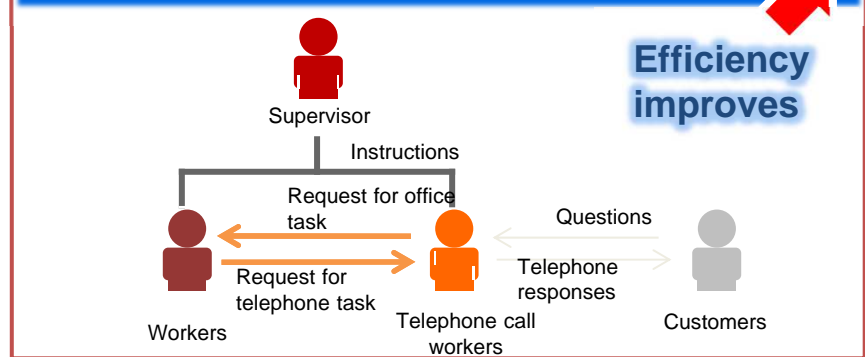 Efficiency
improves
Supervisor
Instructions
Request for office
task
Questions
Request for
telephone task
Telephone
responses
Workers
Telephone call
workers
Customers